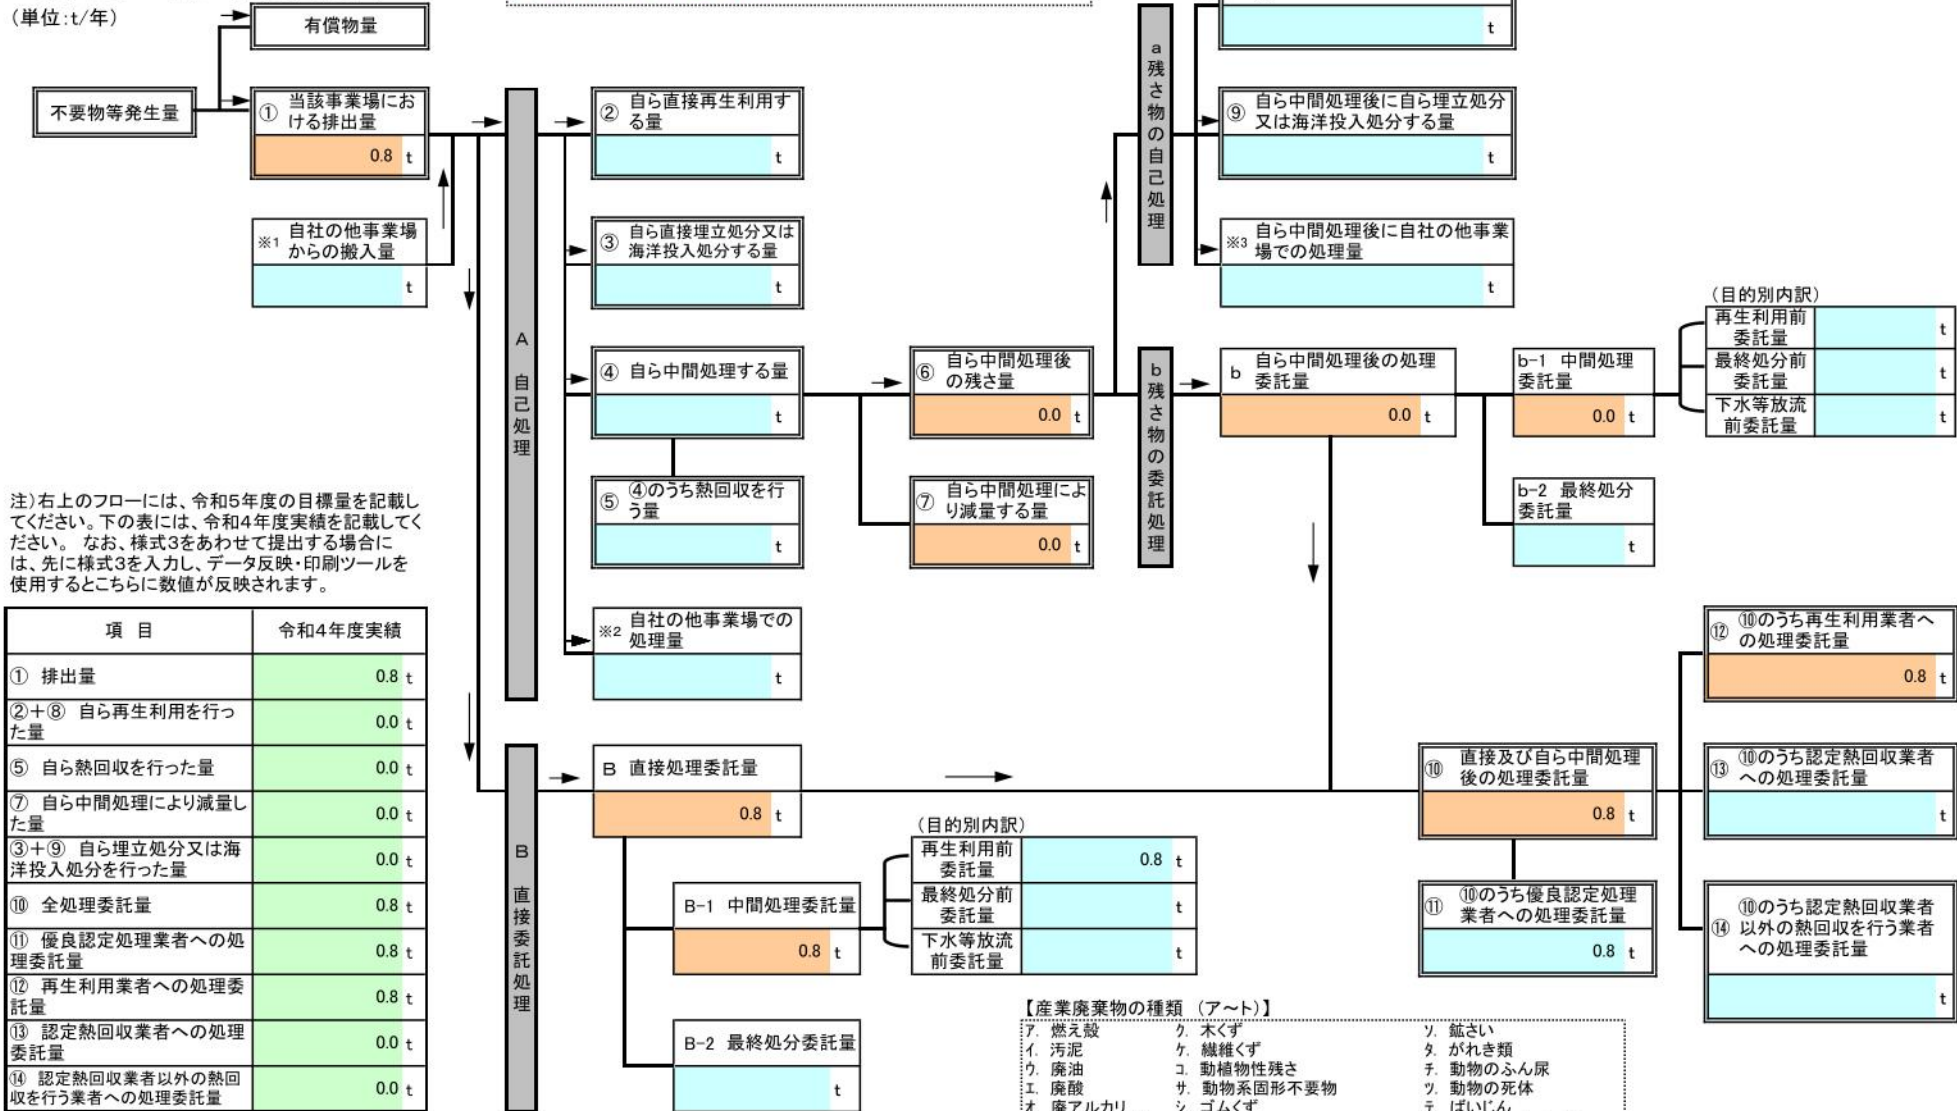 (単位:t/年)
有償物量
不要物等発生量
① 当該事業場にお
ける排出量
0.8 t
※1 自社の他事業場
からの搬入量
t
A 自己処理
② 自ら直接再生利用す
る量
t
③ 自ら直接埋立処分又は
海洋投入処分する量
t
④ 自ら中間処理する量
t
⑤ ④のうち熱回収を行
う量
t
※2 自社の他事業場での
処理量
t
⑥ 自ら中間処理後
の残さ量
0.0 t
⑦ 自ら中間処理によ
り減量する量
0.0 t
a 残さ物の自己処理
t
⑨ 自ら中間処理後に自ら埋立処分
又は海洋投入処分する量
t
※3 自ら中間処理後に自社の他事業
場での処理量
t
b 残さ物の委託処理
b 自ら中間処理後の処理
委託量
0.0 t
b-1 中間処理
委託量
0.0 t
b-2 最終処分
委託量
t
(目的別内訳)
再生利用前
委託量
t
最終処分前
委託量
t
下水等放流
前委託量
t
注)右上のフローには、令和5年度の目標量を記載し
てください。下の表には、令和4年度実績を記載してく
ださい。 なお、様式3をあわせて提出する場合に
は、先に様式3を入力し、データ反映・印刷ツールを
使用するとこちらに数値が反映されます。
項 目 令和4年度実績
① 排出量 0.8 t
②+⑧ 自ら再生利用を行っ
た量 0.0 t
⑤ 自ら熱回収を行った量 0.0 t
⑦ 自ら中間処理により減量し
た量 0.0 t
③+⑨ 自ら埋立処分又は海
洋投入処分を行った量 0.0 t
⑩ 全処理委託量 0.8 t
⑪ 優良認定処理業者への処
理委託量 0.8 t
⑫ 再生利用業者への処理委
託量 0.8 t
⑬ 認定熱回収業者への処理
委託量 0.0 t
⑭ 認定熱回収業者以外の熱回
収を行う業者への処理委託量 0.0 t
B 直接委託処理
B 直接処理委託量
0.8 t
B-1 中間処理委託量
0.8 t
B-2 最終処分委託量
t
(目的別内訳)
再生利用前
委託量
0.8 t
最終処分前
委託量
t
下水等放流
前委託量
t
⑩ 直接及び自ら中間処理
後の処理委託量
0.8 t
⑪ ⑩のうち優良認定処理
業者への処理委託量
0.8 t
⑫ ⑩のうち再生利用業者へ
の処理委託量
0.8 t
⑬ ⑩のうち認定熱回収業者
への処理委託量
t
⑭ ⑩のうち認定熱回収業者
以外の熱回収を行う業者
への処理委託量
t
【産業廃棄物の種類 (ア~ト)】
ア. 燃え殻 ク. 木くず ソ. 鉱さい
イ. 汚泥 ケ. 繊維くず タ. がれき類
ウ. 廃油 コ. 動植物性残さ チ. 動物のふん尿
エ. 廃酸 サ. 動物系固形不要物 ツ. 動物の死体
オ. 廃アルカリ シ. ゴムくず テ. ばいじん